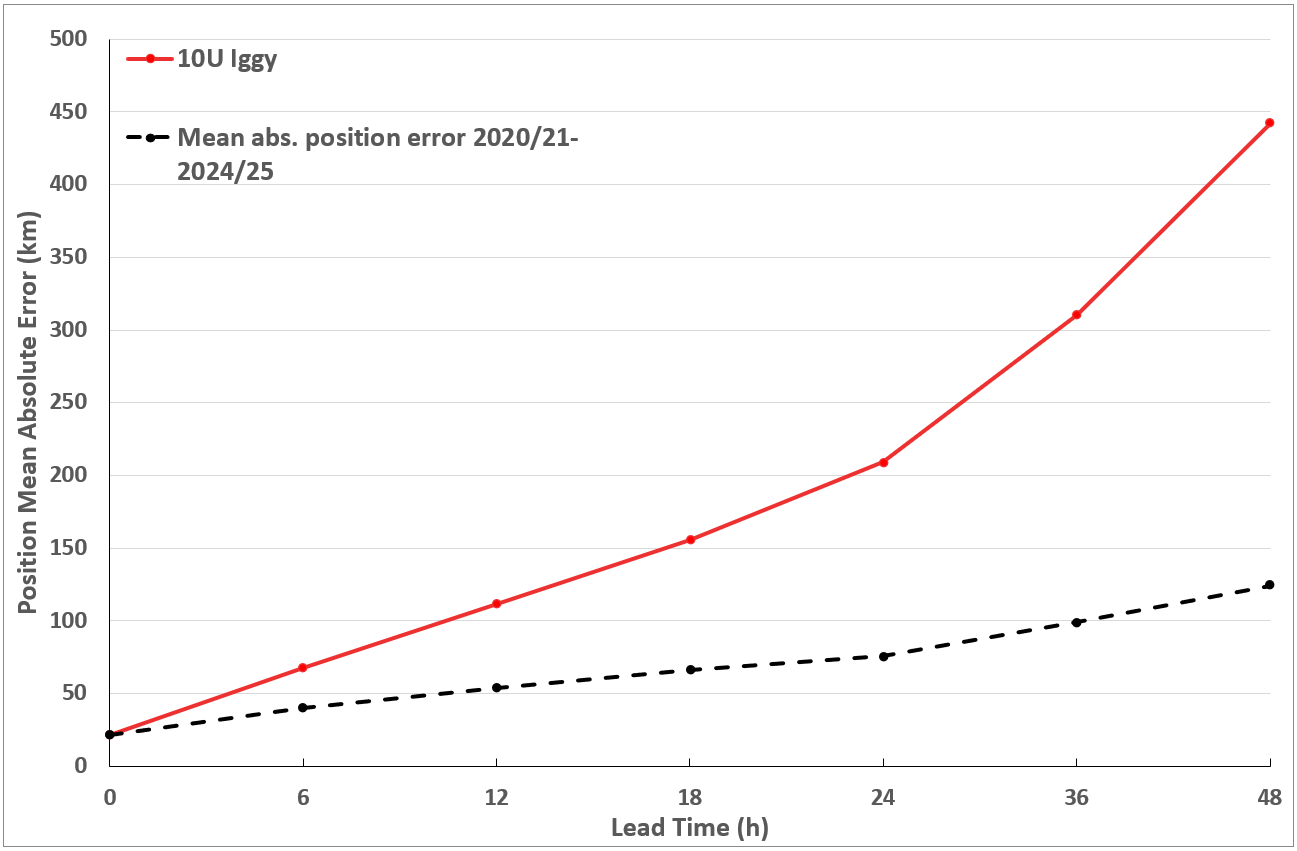 10U Iggy
Mean abs. position error 2020/21-
2024/25
Position Mean Absolute Error (km)
500
450
400
350
300
250
200
150
100
50
0
0 6 12 18 24 36 48
Lead Time (h)